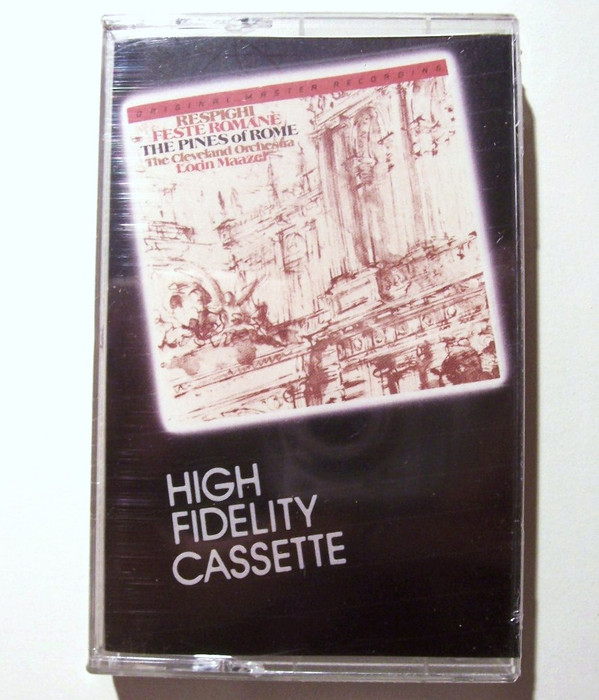 ORIGINAL MASTER RECORDING
RESPIGHI
FESTE ROMANE
THE PINES of ROME
The Cleveland Orchestra
Lorin Maazel
HIGH
FIDELITY
CASSETTE